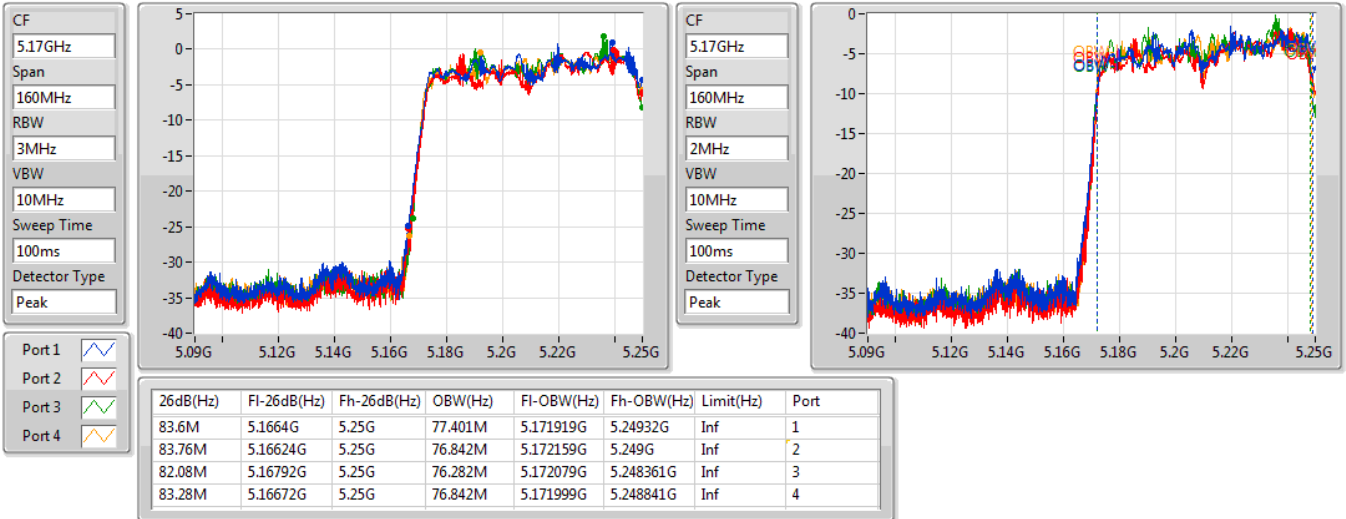 CF
5.17GHz
Span
160MHz
RBW
3MHz
VBW
10MHz
Sweep Time
100ms
Detector Type
Peak
5
0
-5
-10
-15
-20
-25
-30
-35
-40
5.09G 5.12G 5.14G 5.16G 5.18G 5.2G 5.22G 5.25G
CF
5.17GHz
Span
160MHz
RBW
2MHz
VBW
10MHz
Sweep Time
100ms
Detector Type
Peak
0
-5
-10
-15
-20
-25
-30
-35
-40
OBW
OBW
5.09G 5.12G 5.14G 5.16G 5.18G 5.2G 5.22G 5.25G
Port 1
Port 2
Port 3
Port 4
26dB(Hz) Fl-26dB(Hz) Fh-26dB(Hz) OBW(Hz) Fl-OBW(Hz) Fh-OBW(Hz) Limit(Hz) Port
83.6M 5.1664G 5.25G 77.401M 5.171919G 5.24932G Inf 1
83.76M 5.16624G 5.25G 76.842M 5.172159G 5.249G Inf 2
82.08M 5.16792G 5.25G 76.282M 5.172079G 5.248361G Inf 3
83.28M 5.16672G 5.25G 76.842M 5.171999G 5.248841G Inf 4